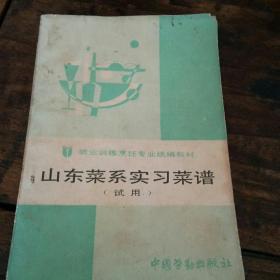 职业训练烹饪专业统编教材
山东菜系实习菜谱
（试用）
中国劳动出版社